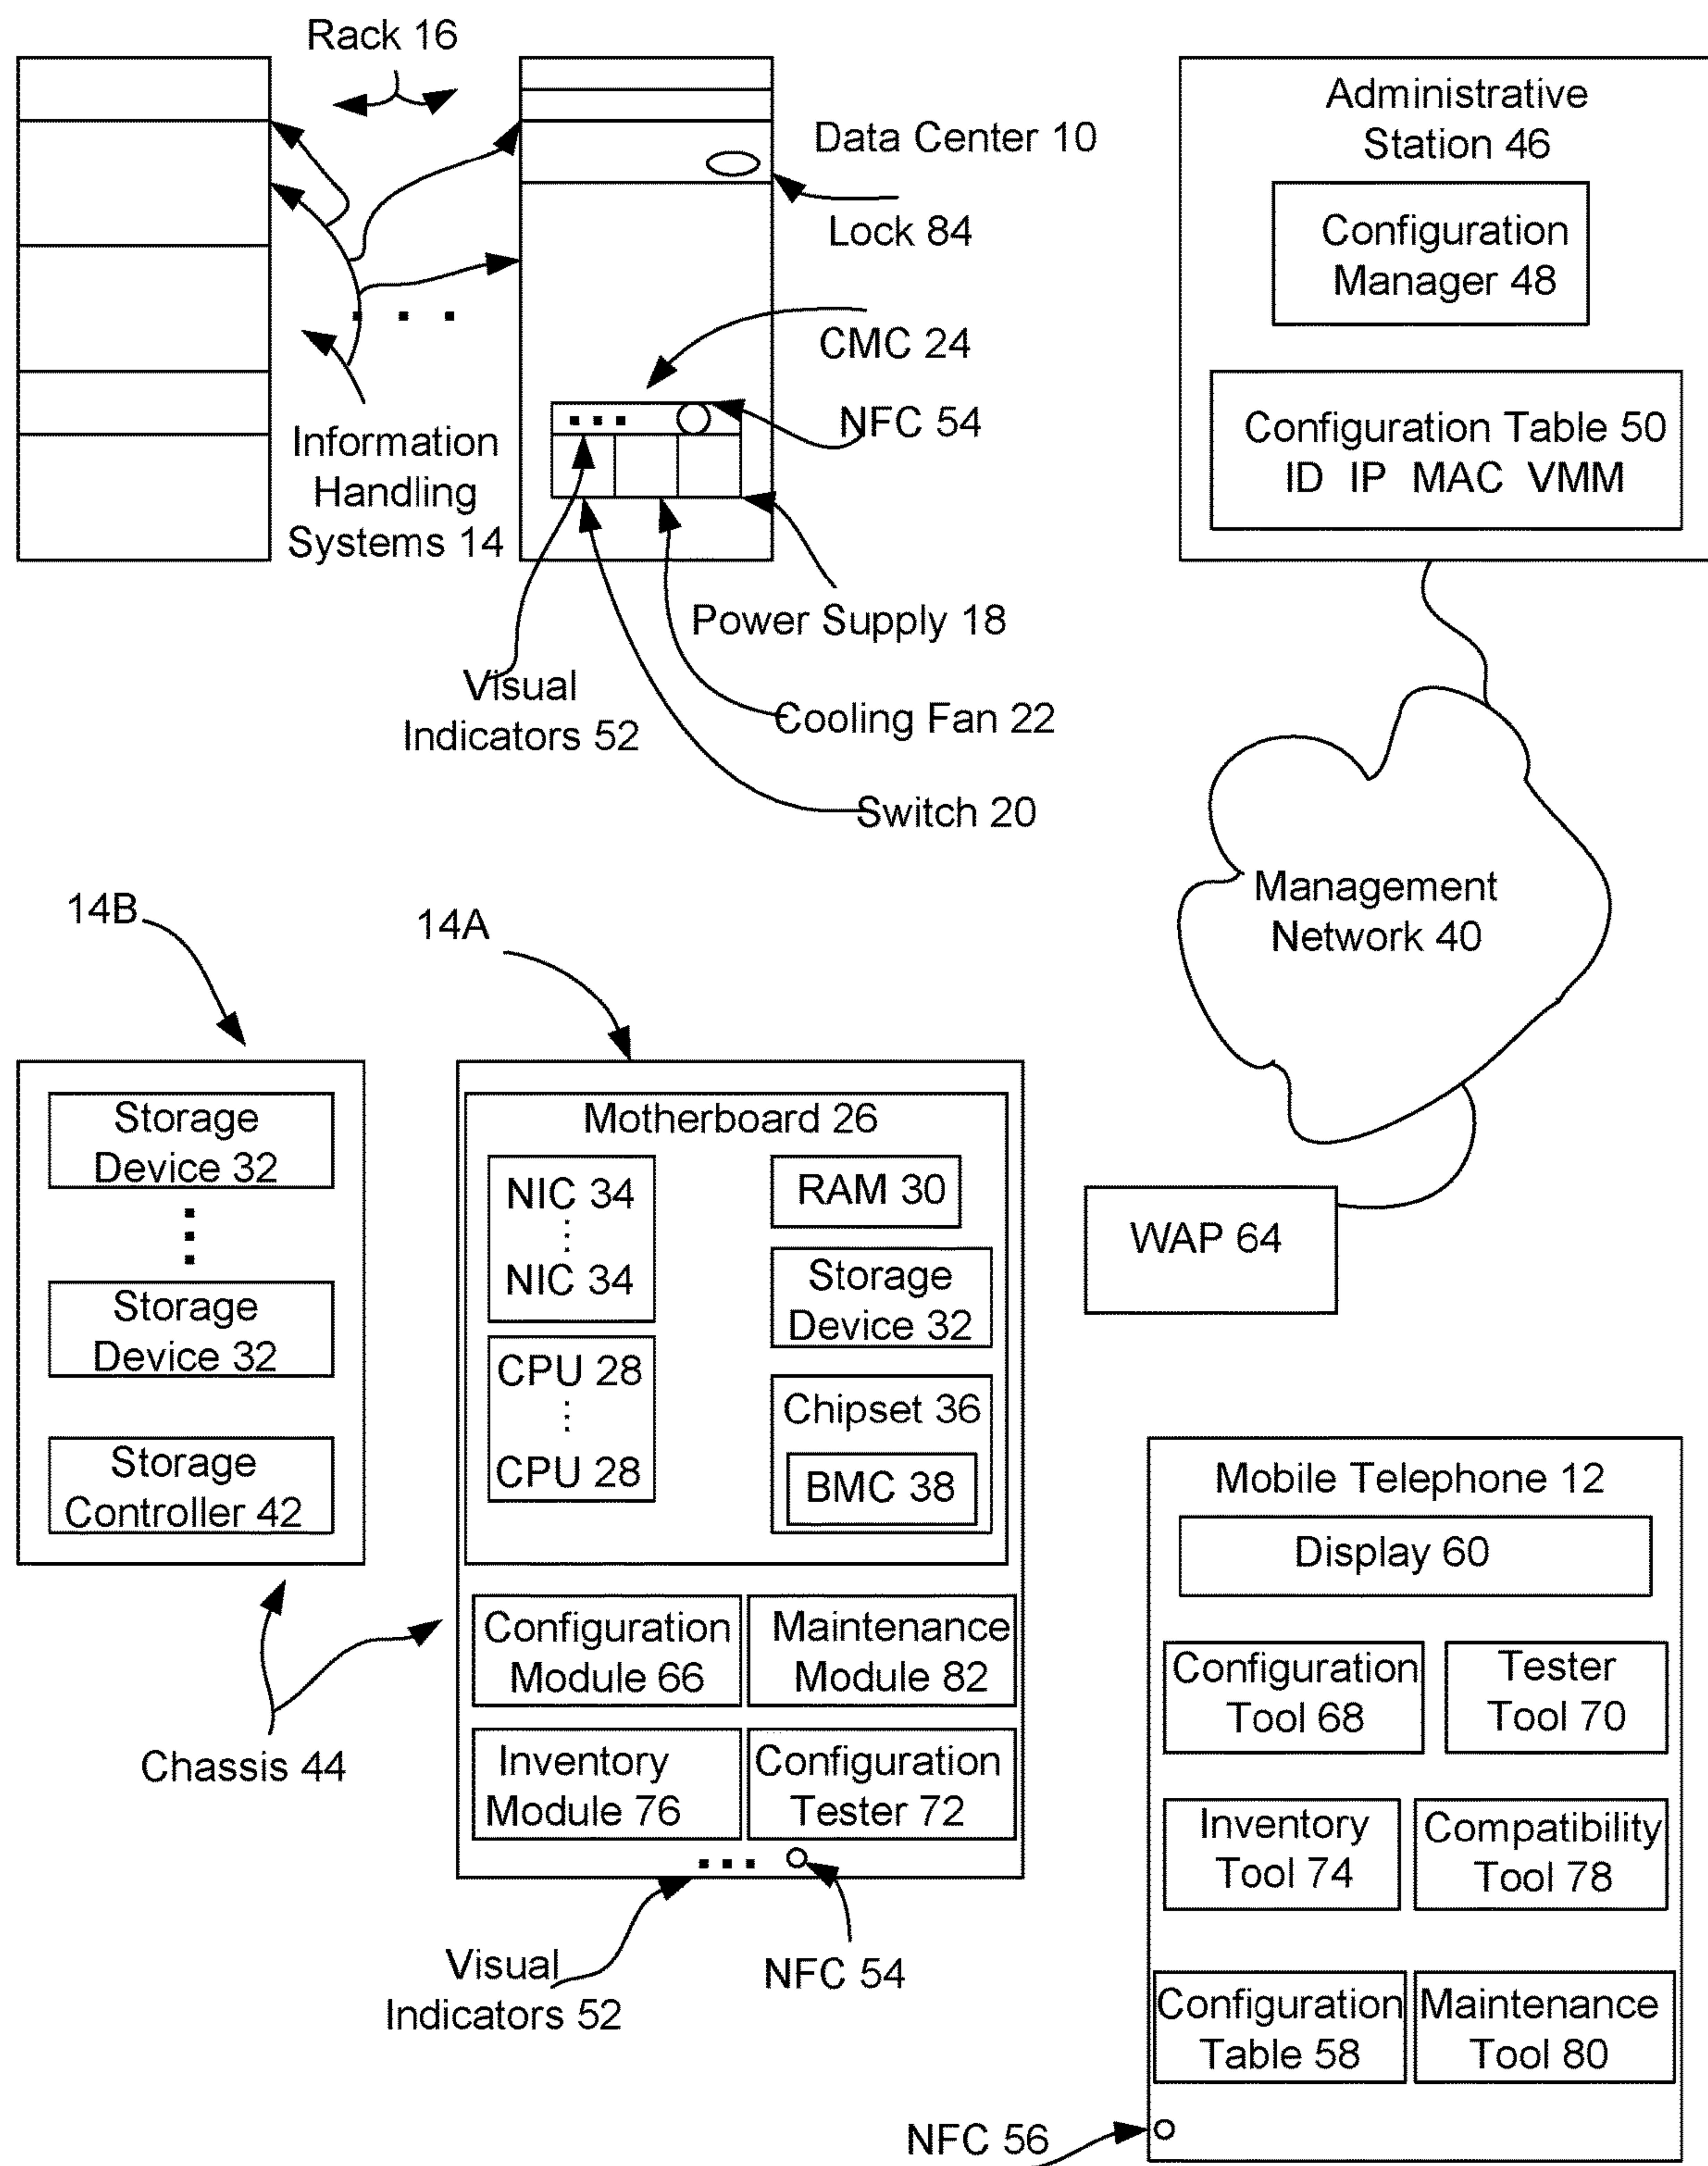 Rack 16
Data Center 10
Lock 84
CMC 24
NFC 54
Information
Handling
Systems 14
Power Supply 18
Visual
Indicators 52
Cooling Fan 22
Switch 20
Administrative
Station 46
Configuration
Manager 48
Configuration Table 50
ID IP MAC VMM
Management
Network 40
WAP 64
14B
14A
Storage
Device 32
Storage
Device 32
Storage
Controller 42
Chassis 44
Motherboard 26
NIC 34
NIC 34
CPU 28
CPU 28
RAM 30
Storage
Device 32
Chipset 36
BMC 38
Configuration
Module 66
Maintenance
Module 82
Inventory
Module 76
Configuration
Tester 72
Visual
Indicators 52
NFC 54
Mobile Telephone 12
Display 60
Configuration
Tool 68
Tester
Tool 70
Inventory
Tool 74
Compatibility
Tool 78
Configuration
Table 58
Maintenance
Tool 80
NFC 56